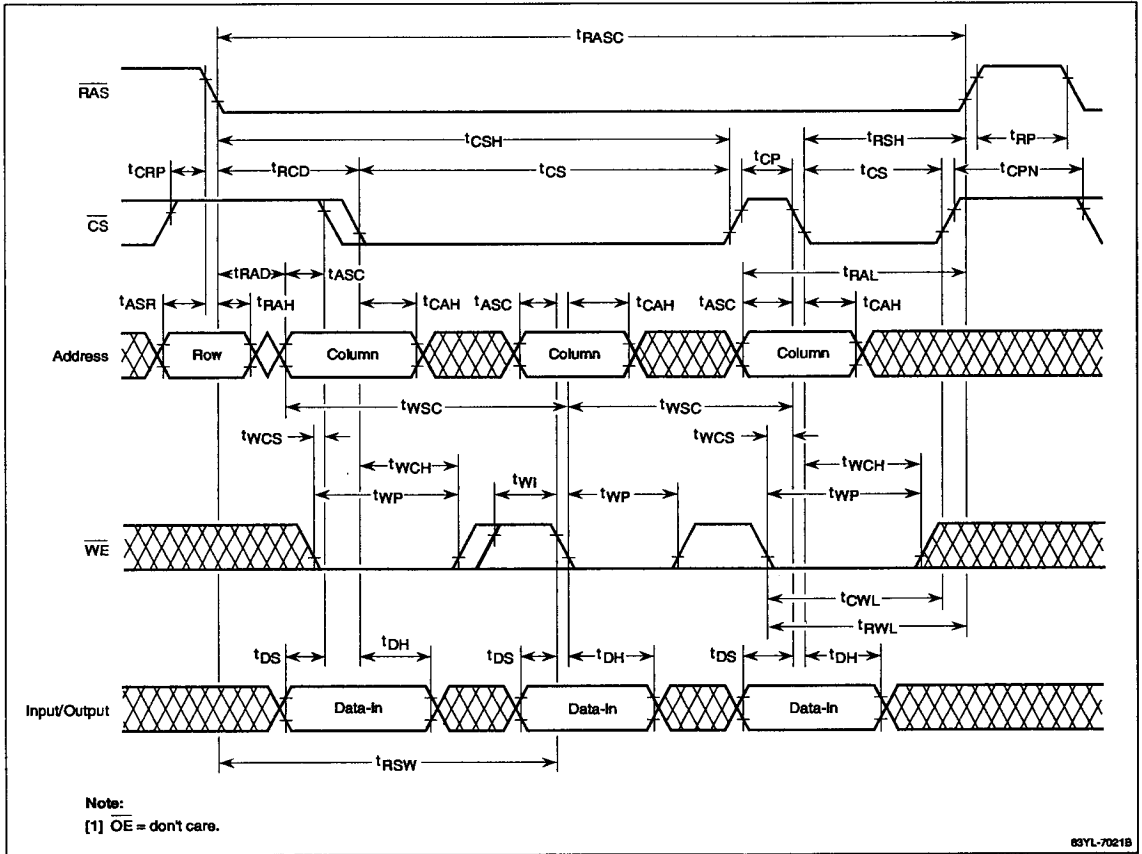 tRASC
RAS
tCSH tRSH tRP
tCRP tRCD tCS tCP tCS tCPN
CS
tRAD tASC tRAL
tASR tRAH tCAH tASC tCAH tASC tCAH
Address Row Column Column Column
tWSC tWSC
tWCS tWCS
tWCH tWi tWCH
tWP tWP tWP
WE
tCWL
tRWL
tDS tDH tDS tDH tDS tDH
Input/Output Data-In Data-In Data-In
tRSW
Note:
[1] OE = don't care.
83YL-7021B